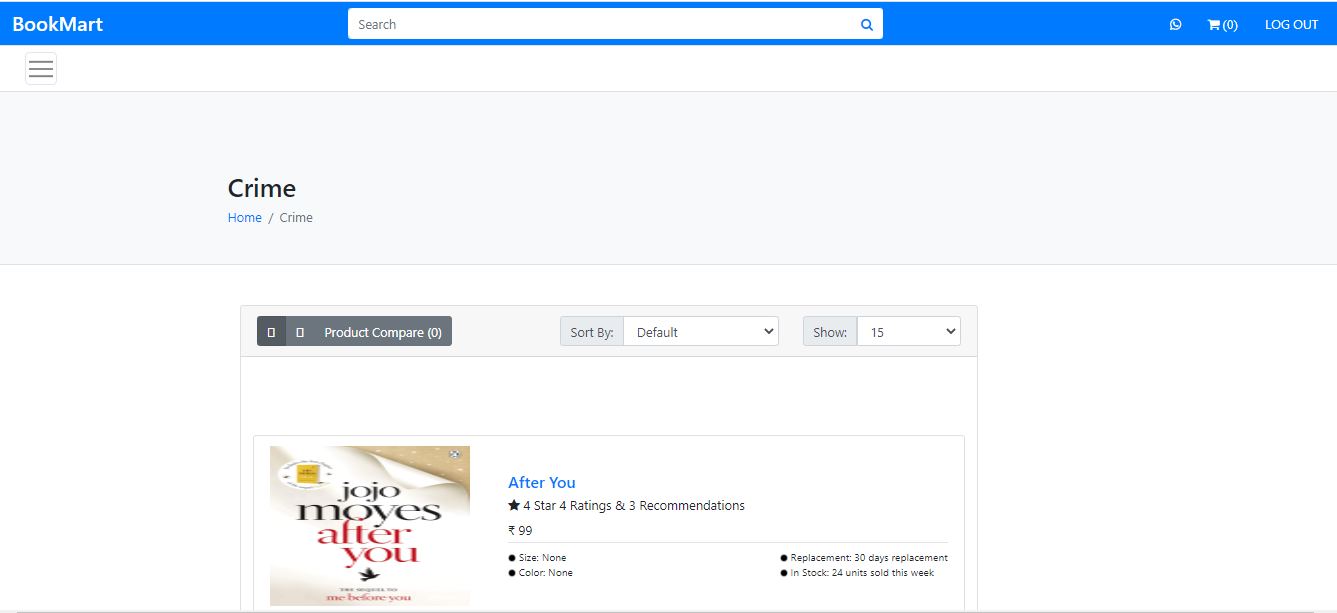 BookMart
Search
(0)
LOG OUT
Crime
Home / Crime
Product Compare (0)
Sort By:
Default
Show:
15
jojo
moyes
after
you
THE SEQUEL TO
me before you
After You
★ 4 Star 4 Ratings & 3 Recommendations
₹ 99
● Size: None
● Replacement: 30 days replacement
● Color: None
● In Stock: 24 units sold this week